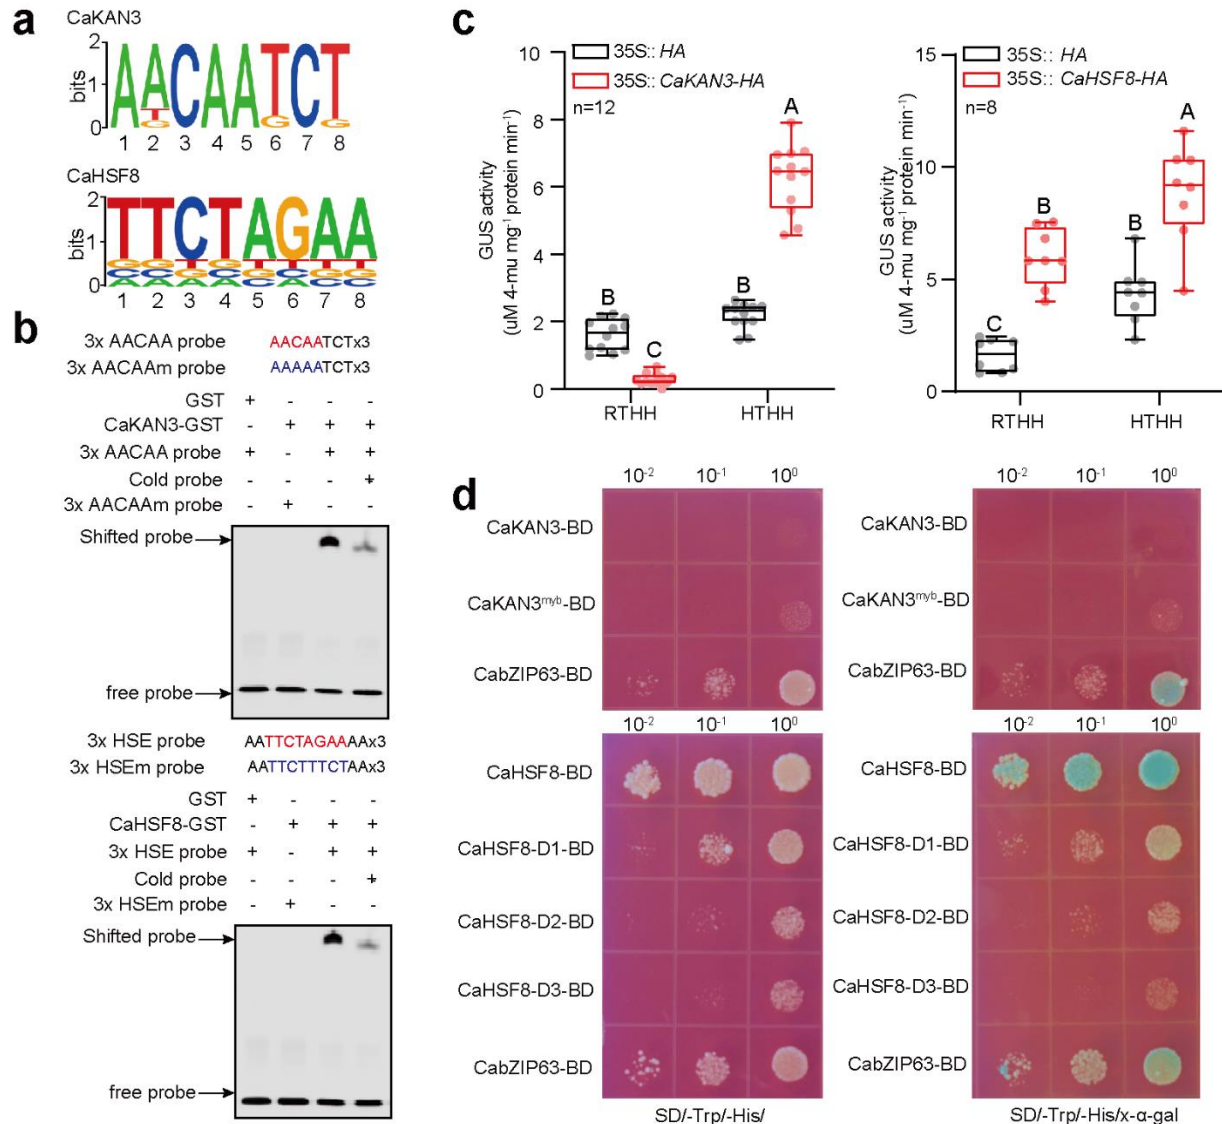 a
CaKAN3
2
bits
1
0
AACAATCT
1 2 3 4 5 6 7 8
CaHSF8
2
bits
1
0
TTCTAGAA
1 2 3 4 5 6 7 8
b
3x AACAA probe AACAATCTx3
3x AACAAm probe AAAAATCTx3
GST + - - -
CaKAN3-GST - + + +
3x AACAA probe + - + +
Cold probe - - - +
3x AACAAm probe - + - -
Shifted probe
free probe
3x HSE probe AATTCTAGAAAAx3
3x HSEm probe AATTCTTTCTAAx3
GST + - - -
CaHSF8-GST - + + +
3x HSE probe + - + +
Cold probe - - - +
3x HSEm probe - + - -
Shifted probe
free probe
c
35S:: HA
35S:: CaKAN3-HA
n=12
GUS activity
(uM 4-mu mg⁻¹ protein min⁻¹)
10
8
6
4
2
0
B
C
B
A
RTHH HTHH
35S:: HA
35S:: CaHSF8-HA
n=8
GUS activity
(uM 4-mu mg⁻¹ protein min⁻¹)
15
10
5
0
C
B
B
A
RTHH HTHH
d
10⁻² 10⁻¹ 10⁰
CaKAN3-BD
CaKAN3ᵐʸᵇ-BD
CabZIP63-BD
10⁻² 10⁻¹ 10⁰
CaHSF8-BD
CaHSF8-D1-BD
CaHSF8-D2-BD
CaHSF8-D3-BD
CabZIP63-BD
SD/-Trp/-His/
10⁻² 10⁻¹ 10⁰
CaKAN3-BD
CaKAN3ᵐʸᵇ-BD
CabZIP63-BD
10⁻² 10⁻¹ 10⁰
CaHSF8-BD
CaHSF8-D1-BD
CaHSF8-D2-BD
CaHSF8-D3-BD
CabZIP63-BD
SD/-Trp/-His/x-α-gal